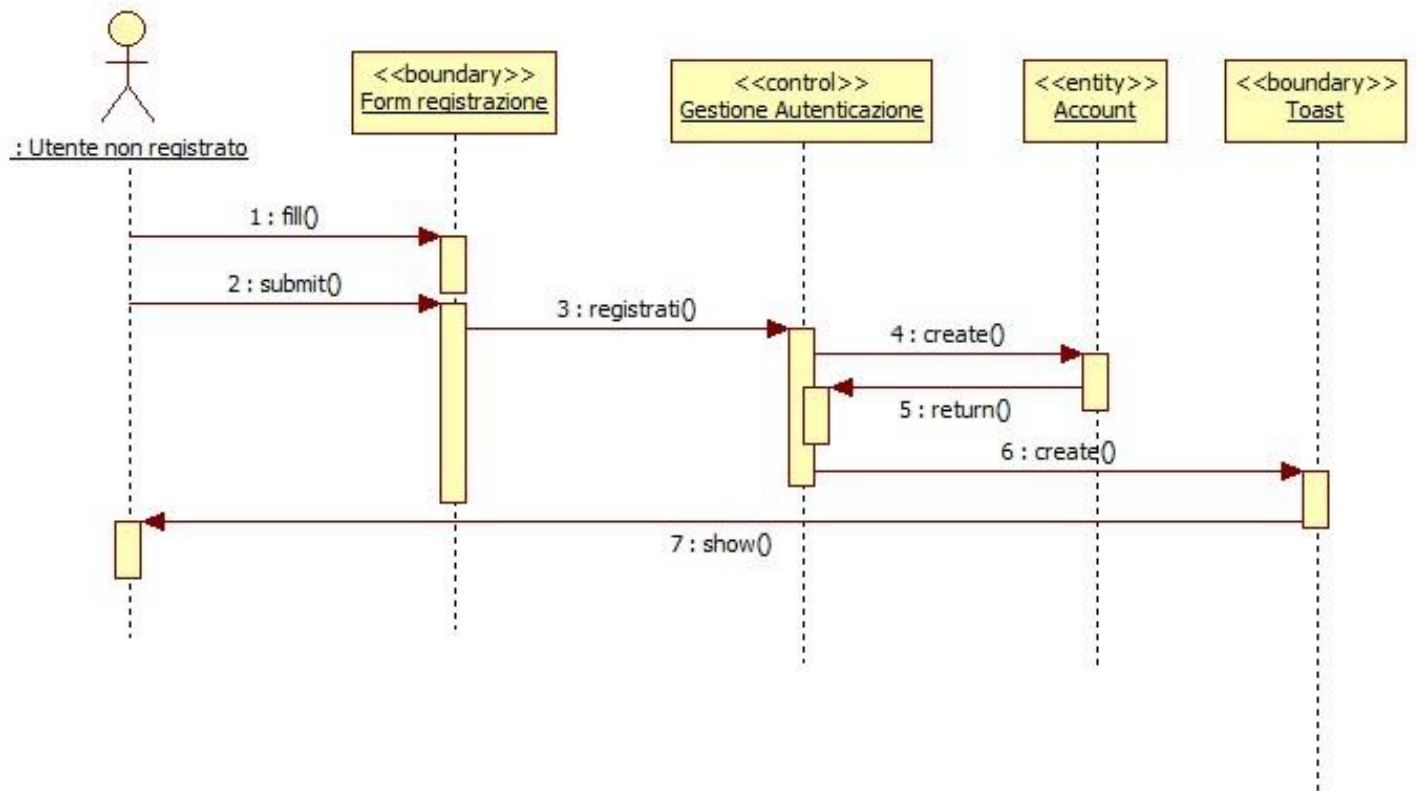 <<boundary>>
Form registrazione
<<control>>
Gestione Autenticazione
<<entity>>
Account
<<boundary>>
Toast
: Utente non registrato
1 : fill()
2 : submit()
3 : registrati()
4 : create()
5 : return()
6 : create()
7 : show()